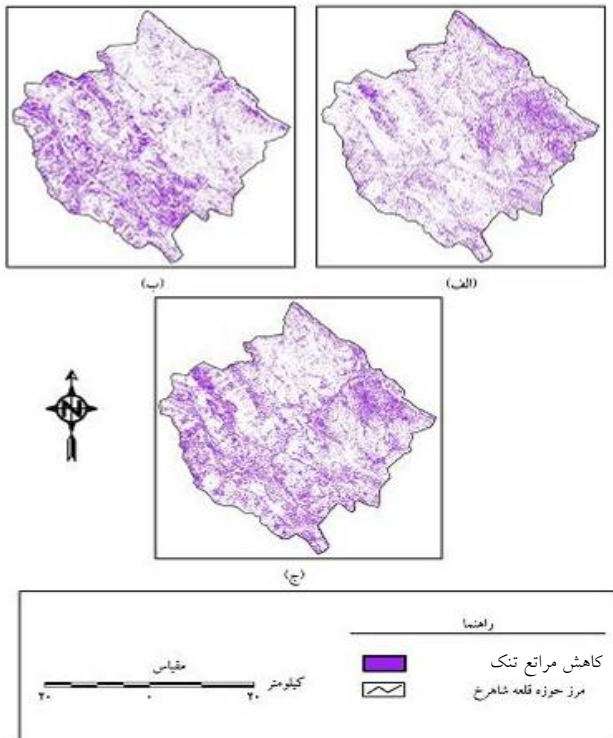 (الف)
(ب)
N
(ج)
راهنما
کاهش مراتع تنک
مرز حوزه قلعه شاهرخ
مقیاس
کیلومتر
۲۰ ۰ ۲۰